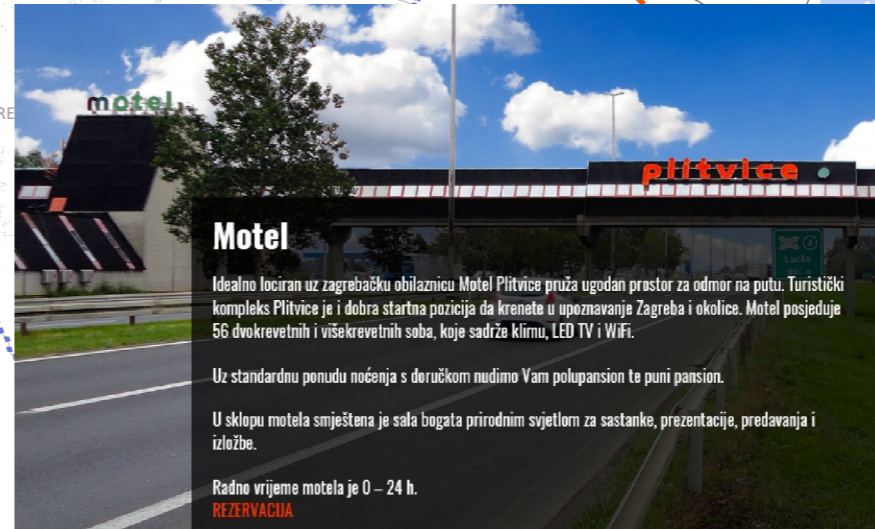 motel
RE
plitvice
Lučko
Motel
Idealno lociran uz zagrebačku obilaznicu Motel Plitvice pruža ugodan prostor za odmor na putu. Turistički
kompleks Plitvice je i dobra startna pozicija da krenete u upoznavanje Zagreba i okolice. Motel posjeduje
56 dvokrevetnih i višekrevetnih soba, koje sadrže klimu, LED TV i WiFi.
Uz standardnu ponudu noćenja s doručkom nudimo Vam polupansion te puni pansion.
U sklopu motela smještena je sala bogata prirodnim svjetlom za sastanke, prezentacije, predavanja i
izložbe.
Radno vrijeme motela je 0 – 24 h.
REZERVACIJA